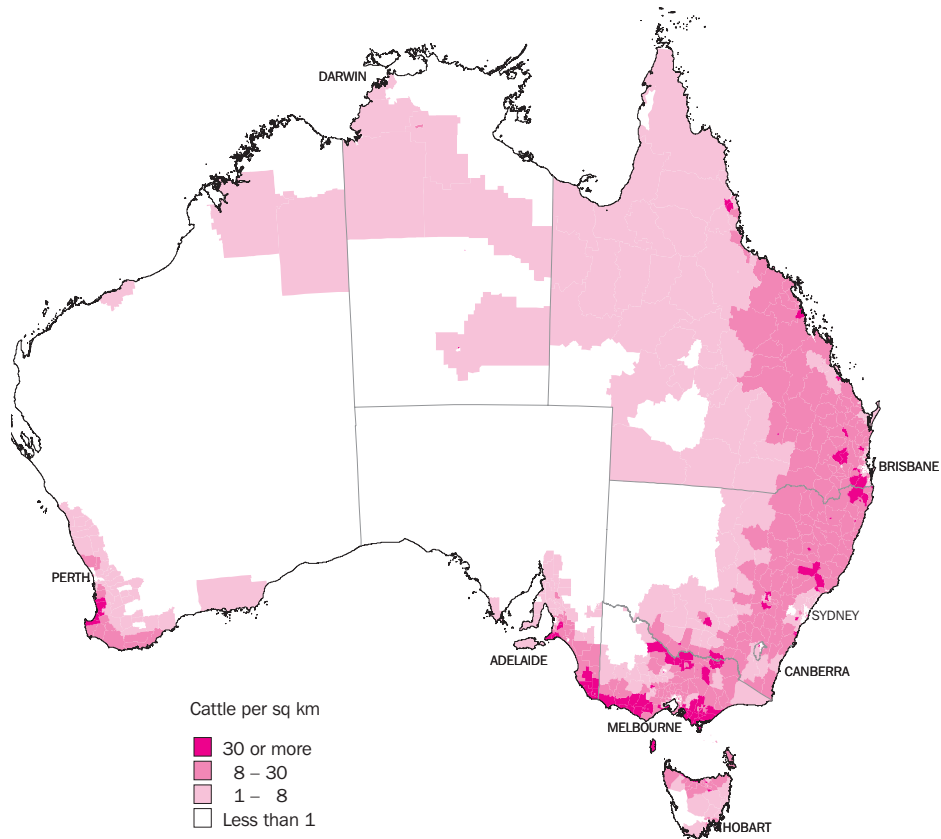 DARWIN
BRISBANE
PERTH
SYDNEY
ADELAIDE
CANBERRA
MELBOURNE
HOBART
Cattle per sq km
30 or more
8 – 30
1 – 8
Less than 1